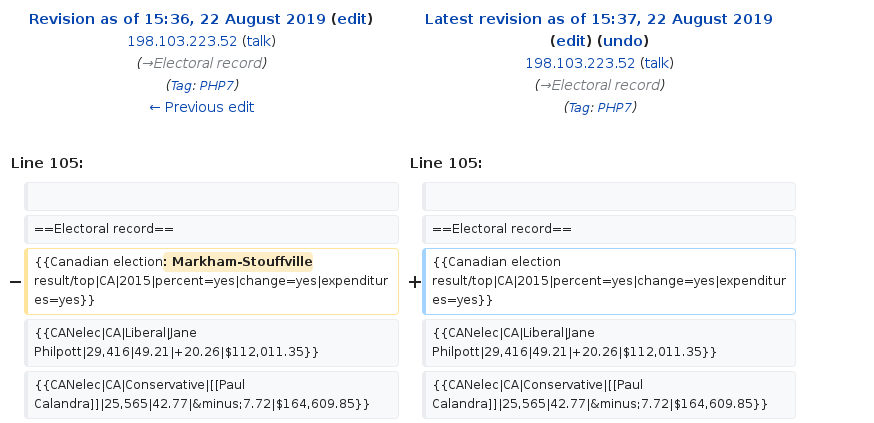 Revision as of 15:36, 22 August 2019 (edit)
198.103.223.52 (talk)
(→Electoral record)
(Tag: PHP7)
← Previous edit
Latest revision as of 15:37, 22 August 2019
(edit) (undo)
198.103.223.52 (talk)
(→Electoral record)
(Tag: PHP7)
Line 105:
Line 105:
==Electoral record==
==Electoral record==
− {{Canadian election: Markham-Stouffville
result/top|CA|2015|percent=yes|change=yes|expenditur
es=yes}}
+ {{Canadian election
result/top|CA|2015|percent=yes|change=yes|expenditur
es=yes}}
{{CANelec|CA|Liberal|Jane
Philpott|29,416|49.21|+20.26|$112,011.35}}
{{CANelec|CA|Liberal|Jane
Philpott|29,416|49.21|+20.26|$112,011.35}}
{{CANelec|CA|Conservative|[[Paul
Calandra]]|25,565|42.77|&minus;7.72|$164,609.85}}
{{CANelec|CA|Conservative|[[Paul
Calandra]]|25,565|42.77|&minus;7.72|$164,609.85}}